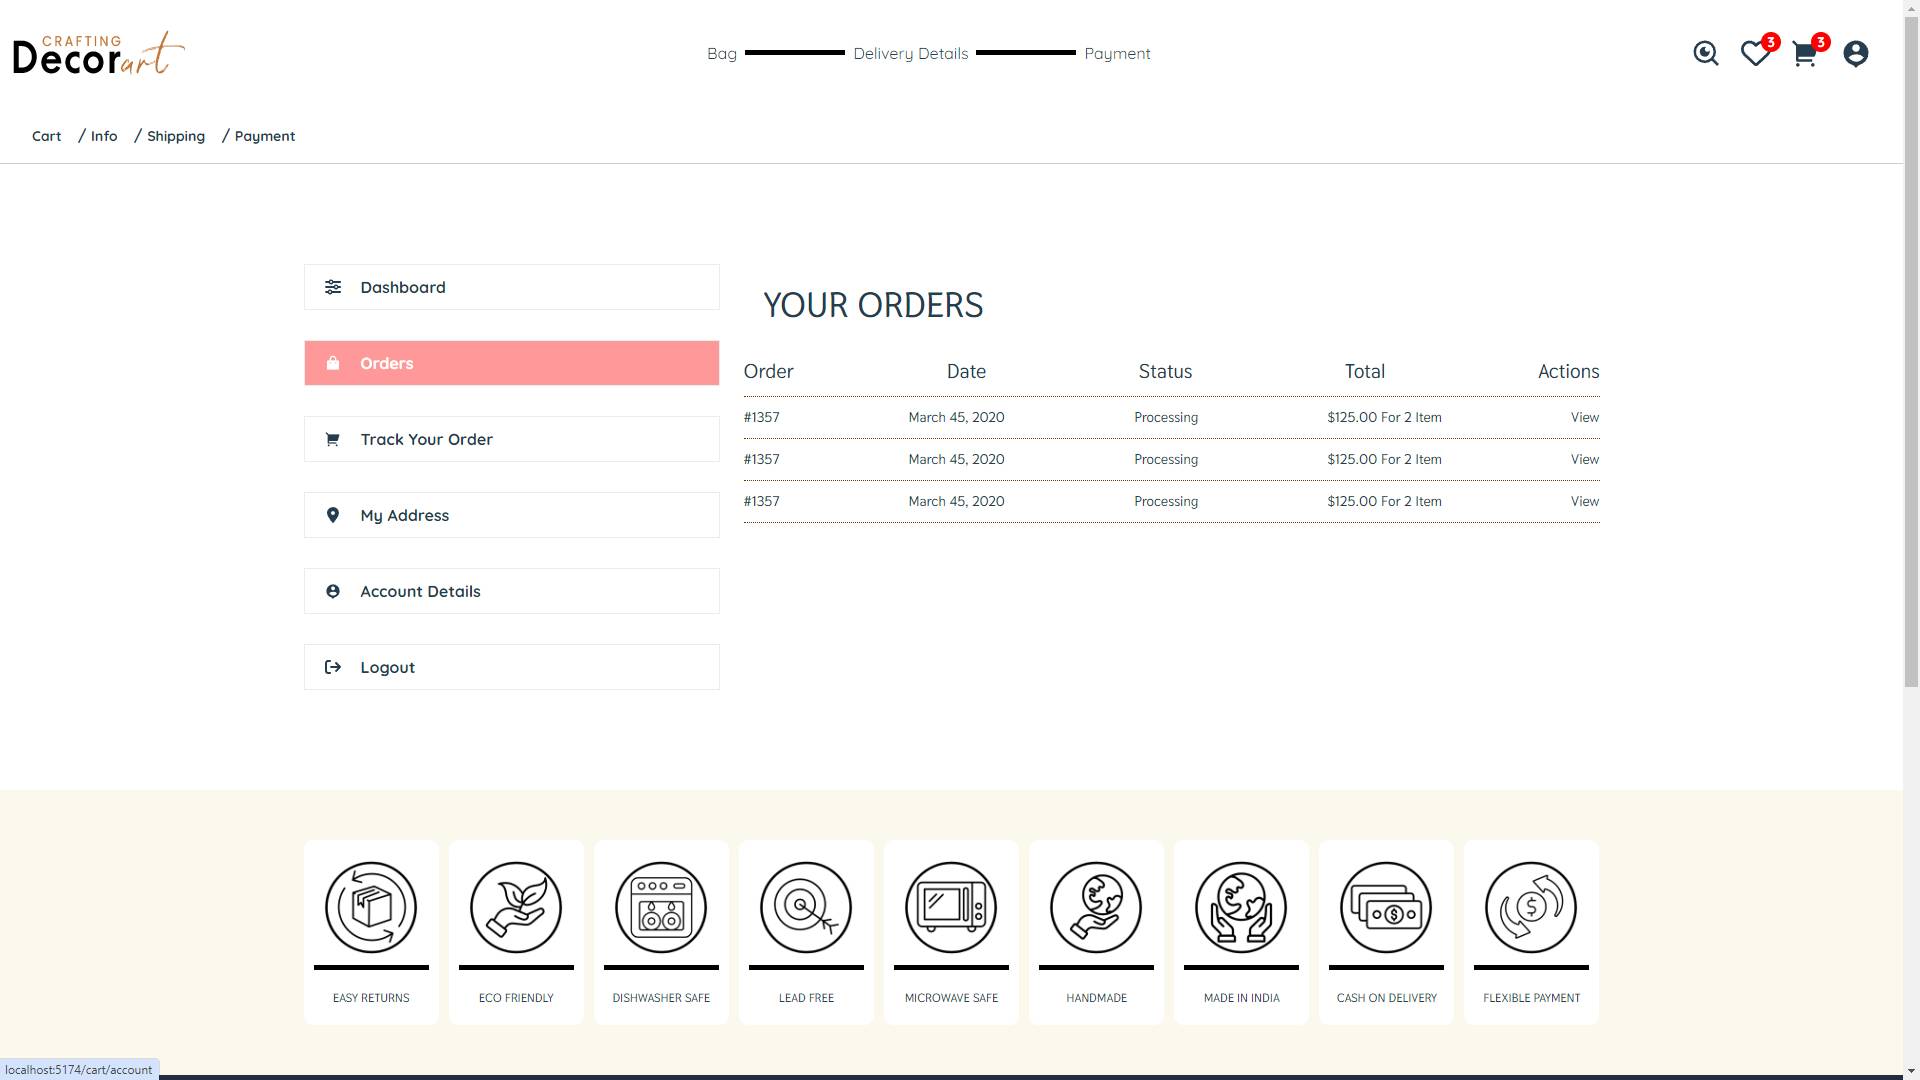 CRAFTING
Decorart
Bag Delivery Details Payment
3 3
Cart / Info / Shipping / Payment
Dashboard
Orders
Track Your Order
My Address
Account Details
Logout
YOUR ORDERS
Order Date Status Total Actions
#1357 March 45, 2020 Processing $125.00 For 2 Item View
#1357 March 45, 2020 Processing $125.00 For 2 Item View
#1357 March 45, 2020 Processing $125.00 For 2 Item View
EASY RETURNS ECO FRIENDLY DISHWASHER SAFE LEAD FREE MICROWAVE SAFE HANDMADE MADE IN INDIA CASH ON DELIVERY FLEXIBLE PAYMENT
localhost:5174/cart/account